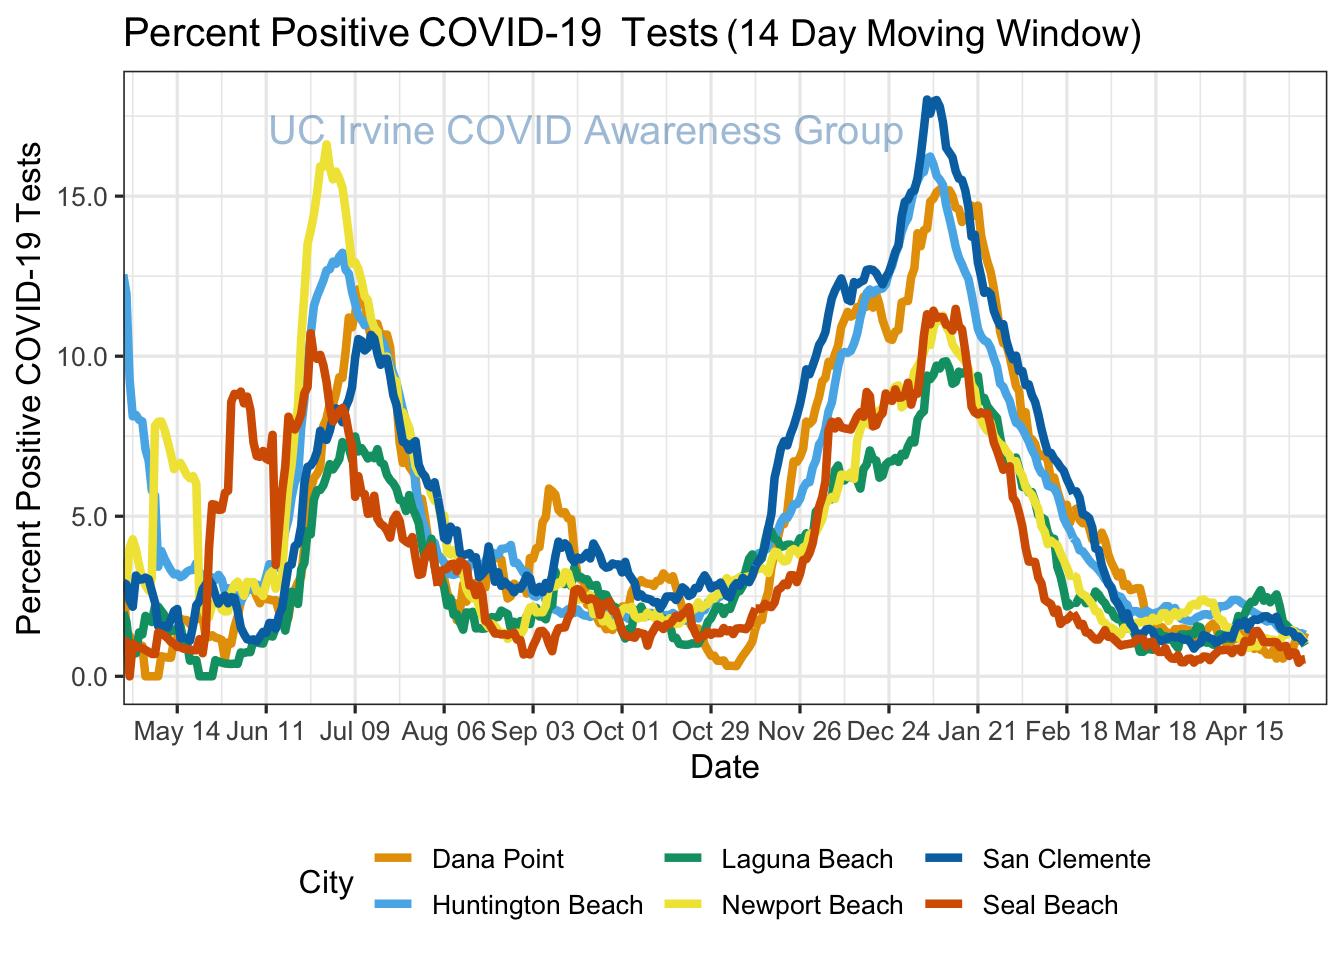 Percent Positive COVID-19  Tests (14 Day Moving Window)
UC Irvine COVID Awareness Group
Percent Positive COVID-19 Tests
15.0
10.0
5.0
0.0
May 14 Jun 11 Jul 09 Aug 06 Sep 03 Oct 01 Oct 29 Nov 26 Dec 24 Jan 21 Feb 18 Mar 18 Apr 15
Date
City
Dana Point Laguna Beach San Clemente
Huntington Beach Newport Beach Seal Beach